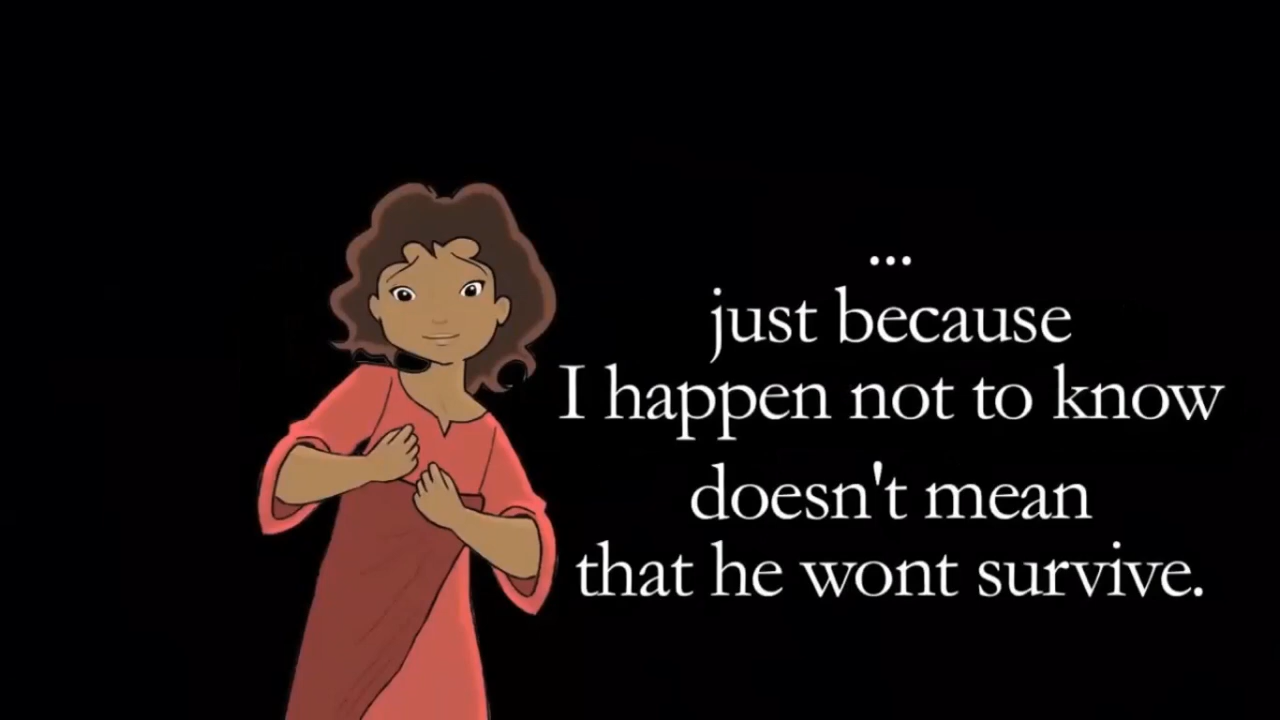 ...
just because
I happen not to know
doesn't mean
that he wont survive.